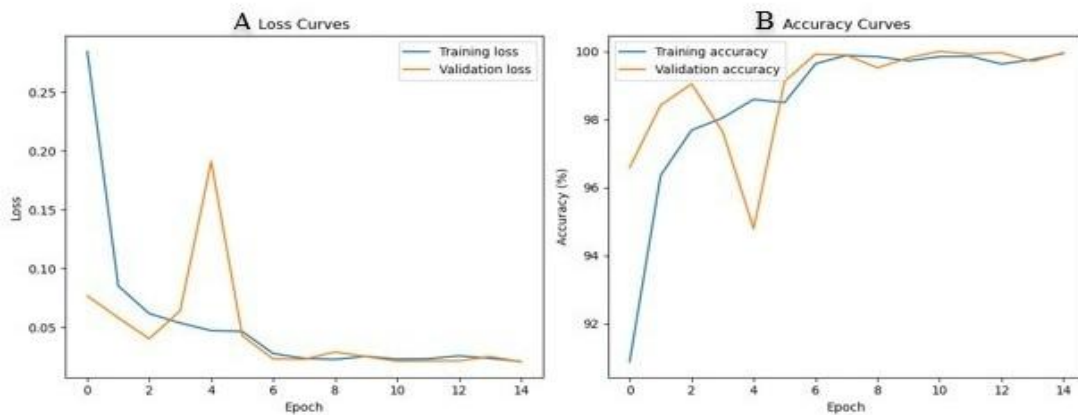 A Loss Curves
Training loss
Validation loss
0.25
0.20
0.15
0.10
0.05
Loss
0 2 4 6 8 10 12 14
Epoch
B Accuracy Curves
Training accuracy
Validation accuracy
100
98
96
94
92
Accuracy (%)
0 2 4 6 8 10 12 14
Epoch